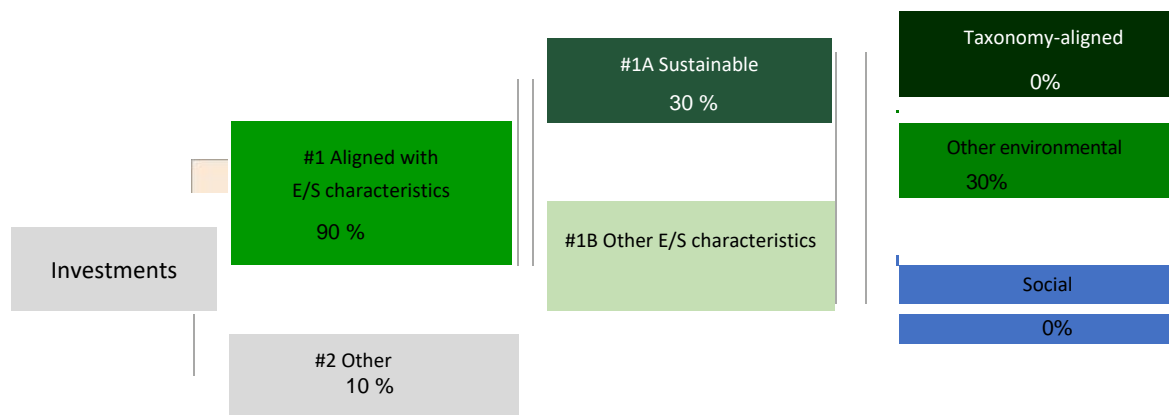 Investments
#1 Aligned with
E/S characteristics
90 %
#2 Other
10 %
#1A Sustainable
30 %
#1B Other E/S characteristics
Taxonomy-aligned
0%
Other environmental
30%
Social
0%